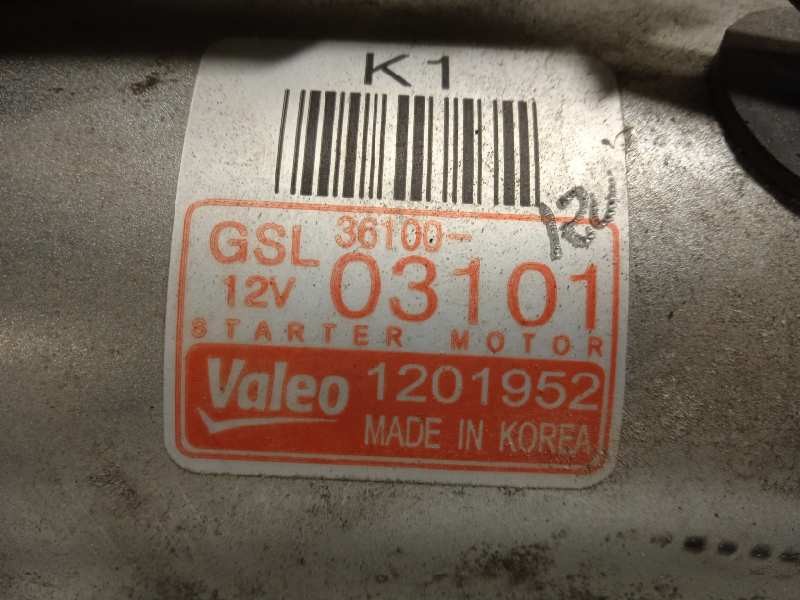 K1
GSL 36100-
12V 03101
STARTER MOTOR
Valeo 1201952
MADE IN KOREA